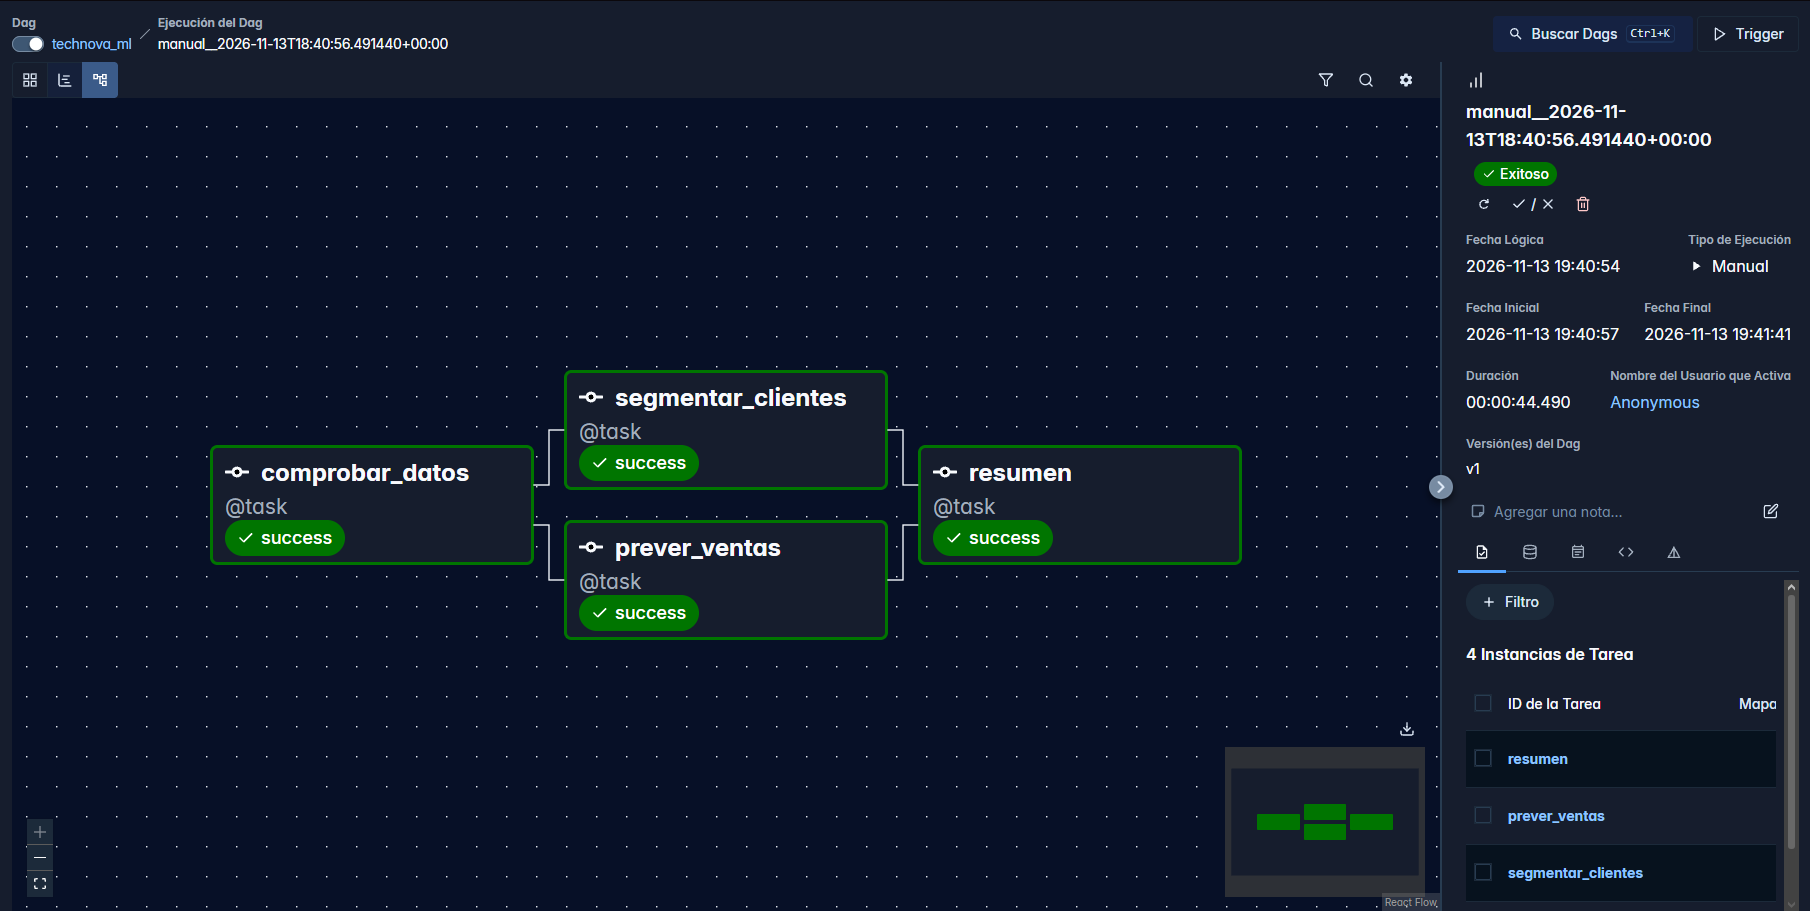 Dag
technova_ml
Ejecución del Dag
manual__2026-11-13T18:40:56.491440+00:00
Buscar Dags Ctrl+K
Trigger
comprobar_datos
@task
success
segmentar_clientes
@task
success
prever_ventas
@task
success
resumen
@task
success
React Flow
manual__2026-11-
13T18:40:56.491440+00:00
Exitoso
/
Fecha Lógica Tipo de Ejecución
2026-11-13 19:40:54 Manual
Fecha Inicial Fecha Final
2026-11-13 19:40:57 2026-11-13 19:41:41
Duración Nombre del Usuario que Activa
00:00:44.490 Anonymous
Versión(es) del Dag
v1
Agregar una nota...
Filtro
4 Instancias de Tarea
ID de la Tarea Mapa
resumen
prever_ventas
segmentar_clientes